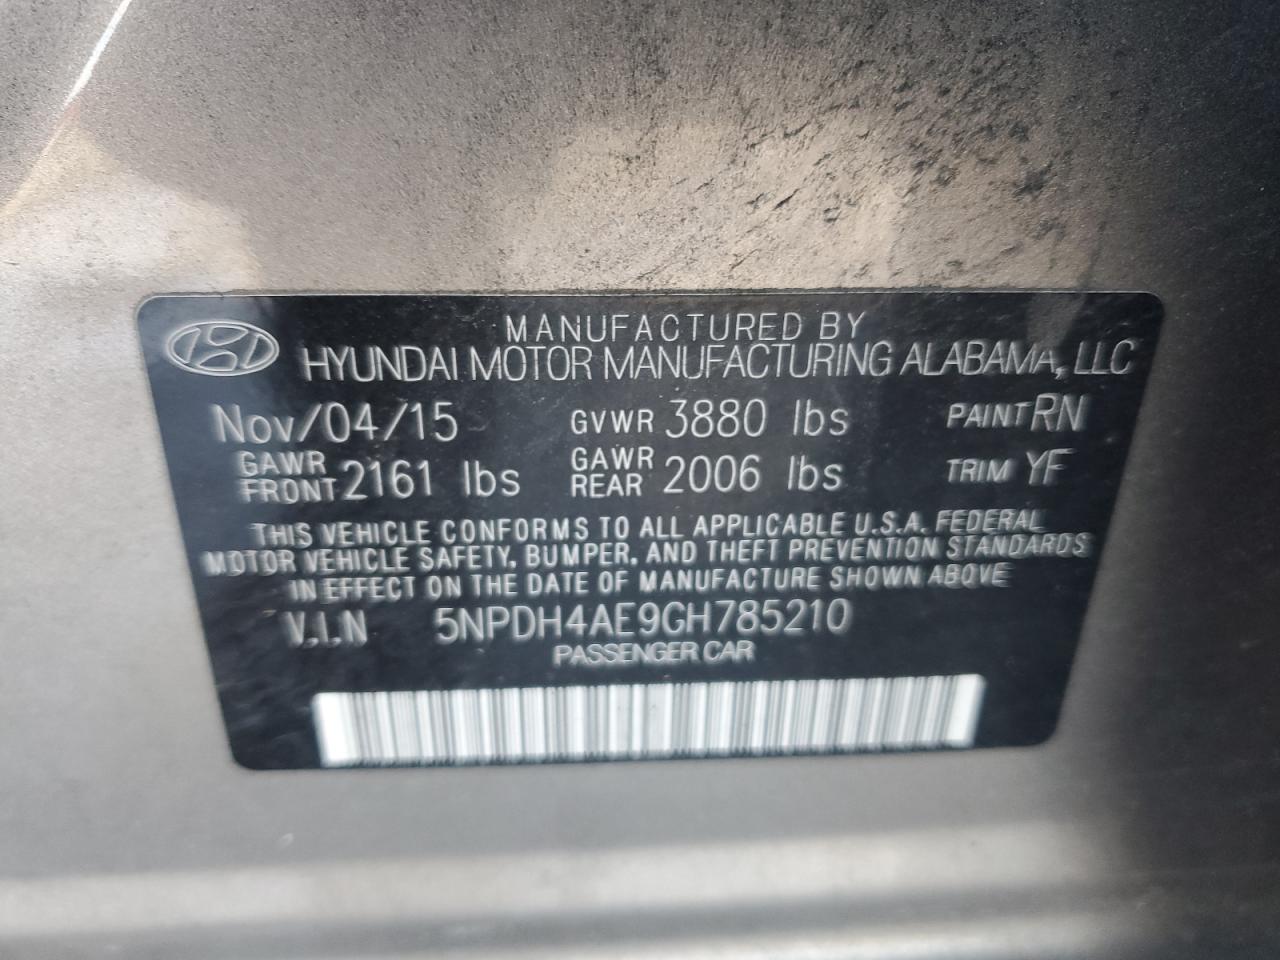 MANUFACTURED BY
HYUNDAI MOTOR MANUFACTURING ALABAMA, LLC
Nov/04/15 GVWR 3880 lbs PAINT RN
GAWR FRONT 2161 lbs GAWR REAR 2006 lbs TRIM YF
THIS VEHICLE CONFORMS TO ALL APPLICABLE U.S.A. FEDERAL
MOTOR VEHICLE SAFETY, BUMPER, AND THEFT PREVENTION STANDARDS
IN EFFECT ON THE DATE OF MANUFACTURE SHOWN ABOVE
V.I.N 5NPDH4AE9GH785210
PASSENGER CAR